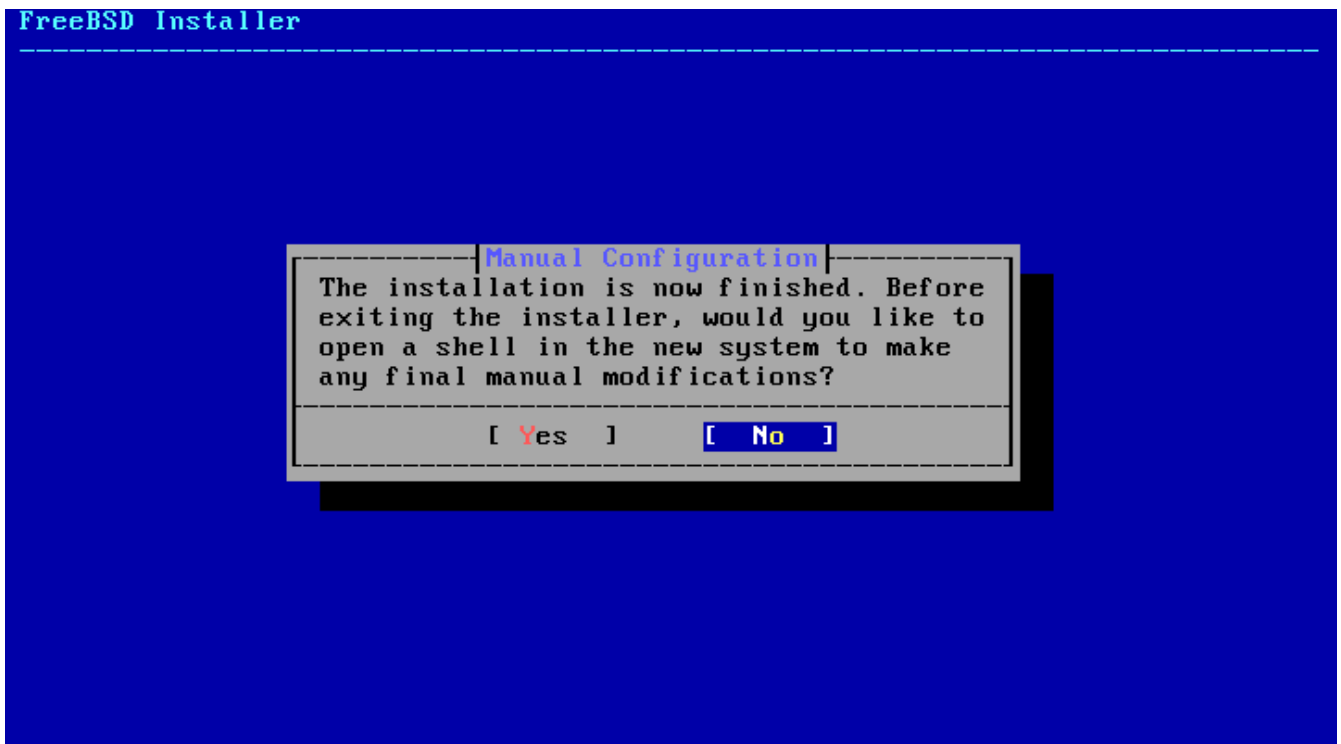 FreeBSD Installer
Manual Configuration
The installation is now finished. Before
exiting the installer, would you like to
open a shell in the new system to make
any final manual modifications?
[ Yes ] [ No ]